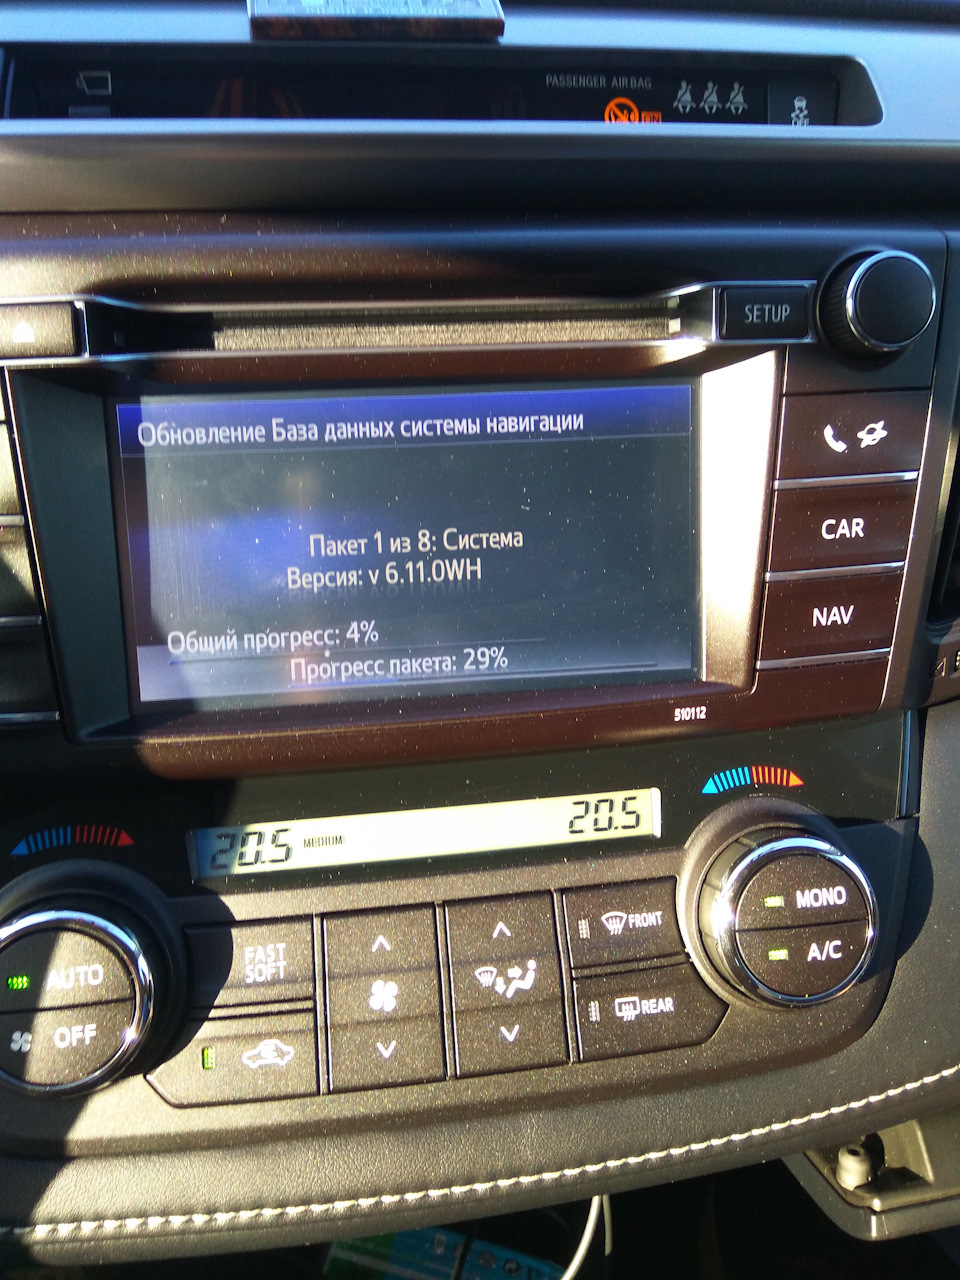 PASSENGER AIRBAG
ON
OFF
SETUP
Обновление База данных системы навигации
Пакет 1 из 8: Система
Версия: v 6.11.0WH
Общий прогресс: 4%
Прогресс пакета: 29%
CAR
NAV
510112
20.5
MEDIUM
20.5
AUTO
OFF
FAST
SOFT
FRONT
REAR
MONO
A/C